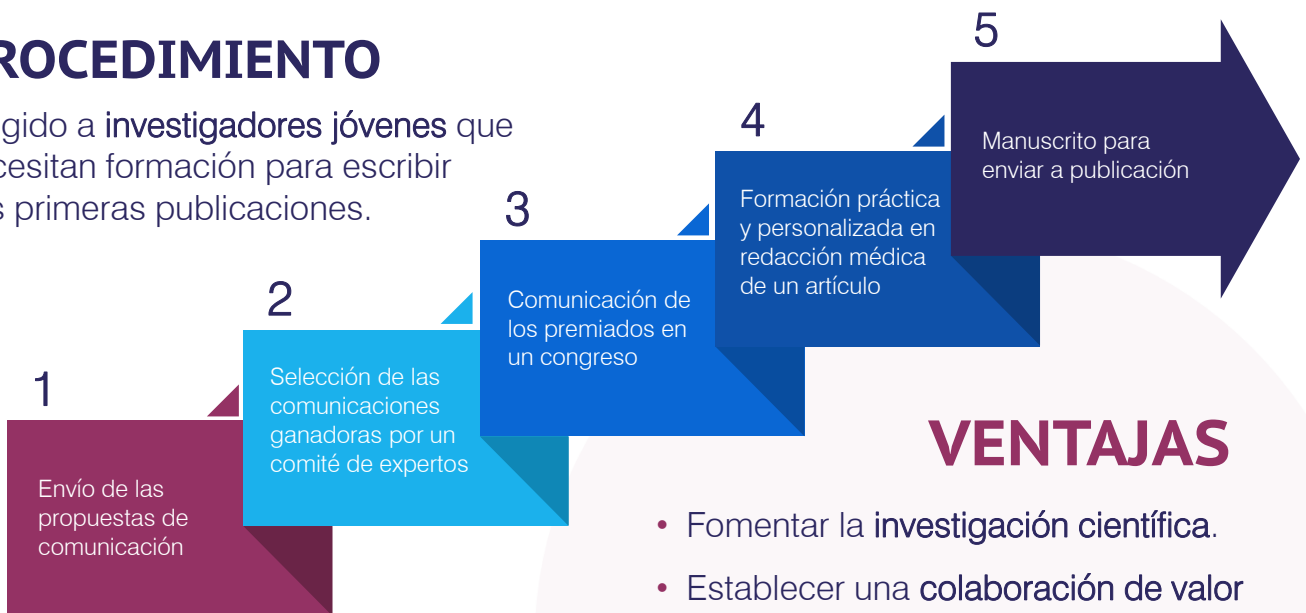 ROCEDIMIENTO
gido a investigadores jóvenes que
cesitan formación para escribir
s primeras publicaciones.
1
Envío de las
propuestas de
comunicación
2
Selección de las
comunicaciones
ganadoras por un
comité de expertos
3
Comunicación de
los premiados en
un congreso
4
Formación práctica
y personalizada en
redacción médica
de un artículo
5
Manuscrito para
enviar a publicación
VENTAJAS
• Fomentar la investigación científica.
• Establecer una colaboración de valor